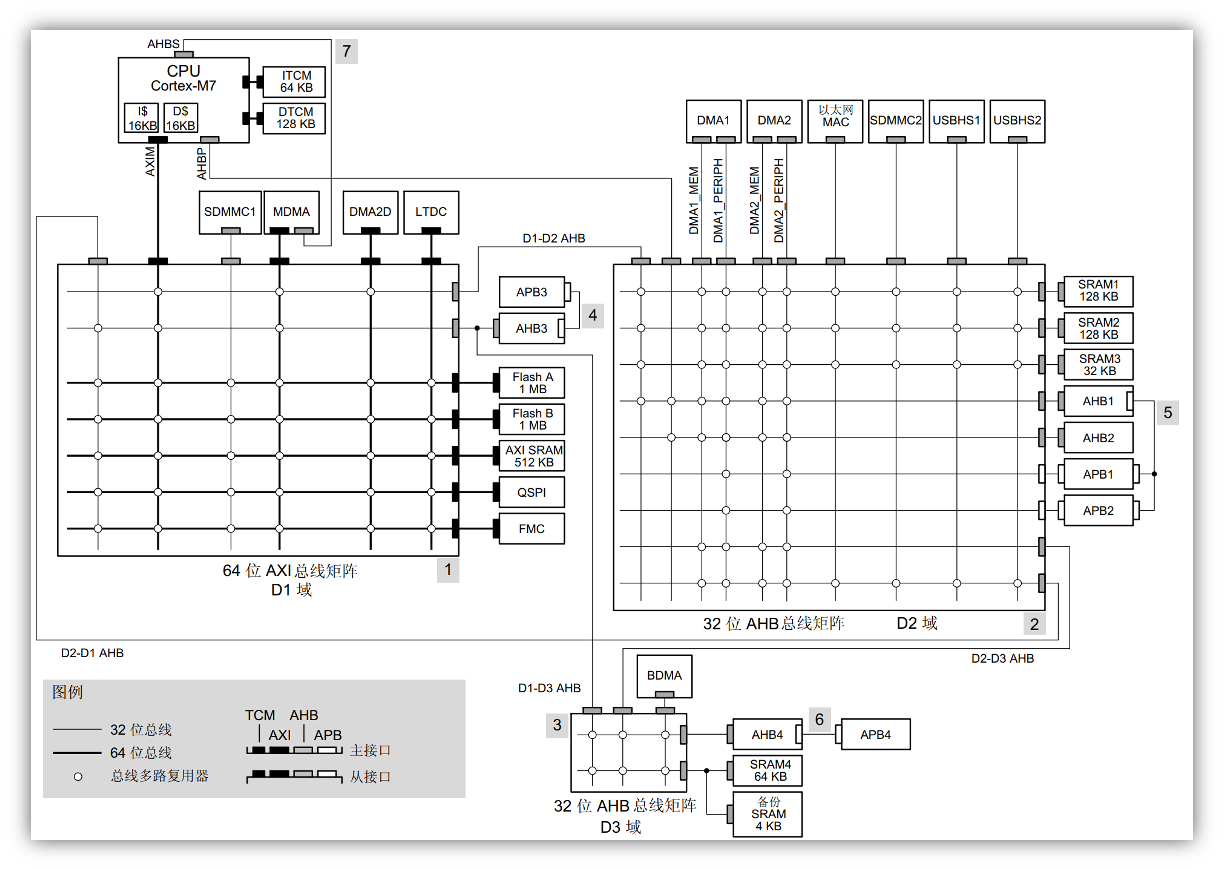 AHBS
7
CPU
Cortex-M7
I$
16KB
D$
16KB
ITCM
64 KB
DTCM
128 KB
AXIM
AHBP
SDMMC1
MDMA
DMA2D
LTDC
DMA1
DMA2
以太网
MAC
SDMMC2
USBHS1
USBHS2
DMA1_MEM
DMA1_PERIPH
DMA2_MEM
DMA2_PERIPH
D1-D2 AHB
APB3
AHB3
4
Flash A
1 MB
Flash B
1 MB
AXI SRAM
512 KB
QSPI
FMC
64 位 AXI 总线矩阵
D1 域
1
SRAM1
128 KB
SRAM2
128 KB
SRAM3
32 KB
AHB1
5
AHB2
APB1
APB2
32 位 AHB 总线矩阵
D2 域
2
D2-D1 AHB
D2-D3 AHB
D1-D3 AHB
BDMA
3
AHB4
6
APB4
SRAM4
64 KB
备份
SRAM
4 KB
32 位 AHB 总线矩阵
D3 域
图例
32 位总线
64 位总线
总线多路复用器
TCM
AHB
AXI
APB
主接口
从接口